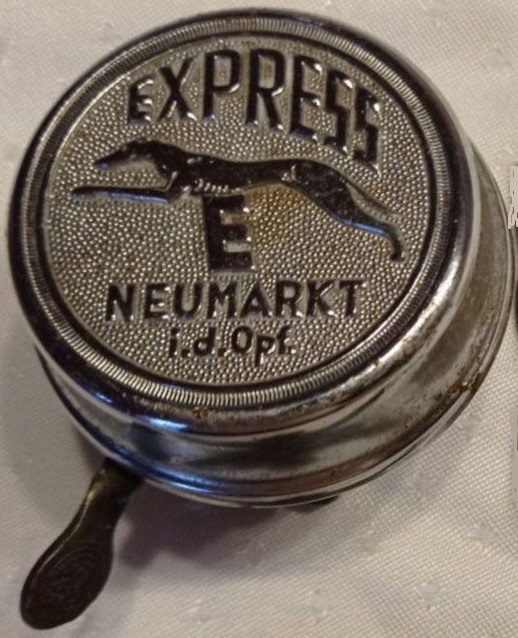 EXPRESS
E
NEUMARKT
i.d.Opf.